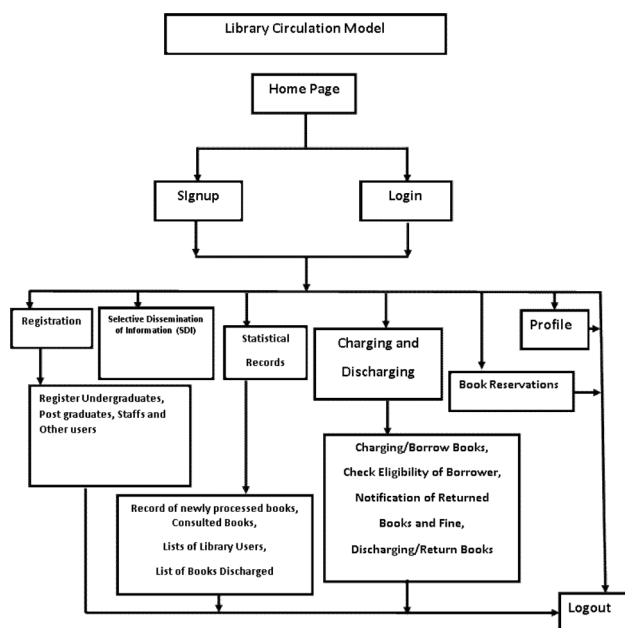 Library Circulation Model
Home Page
SIgnup
Login
Registration
Selective Dissemination
of Information (SDI)
Statistical
Records
Charging and
Discharging
Profile
Book Reservations
Register Undergraduates,
Post graduates, Staffs and
Other users
Charging/Borrow Books,
Check Eligibility of Borrower,
Notification of Returned
Books and Fine,
Discharging/Return Books
Record of newly processed books,
Consulted Books,
Lists of Library Users,
List of Books Discharged
Logout